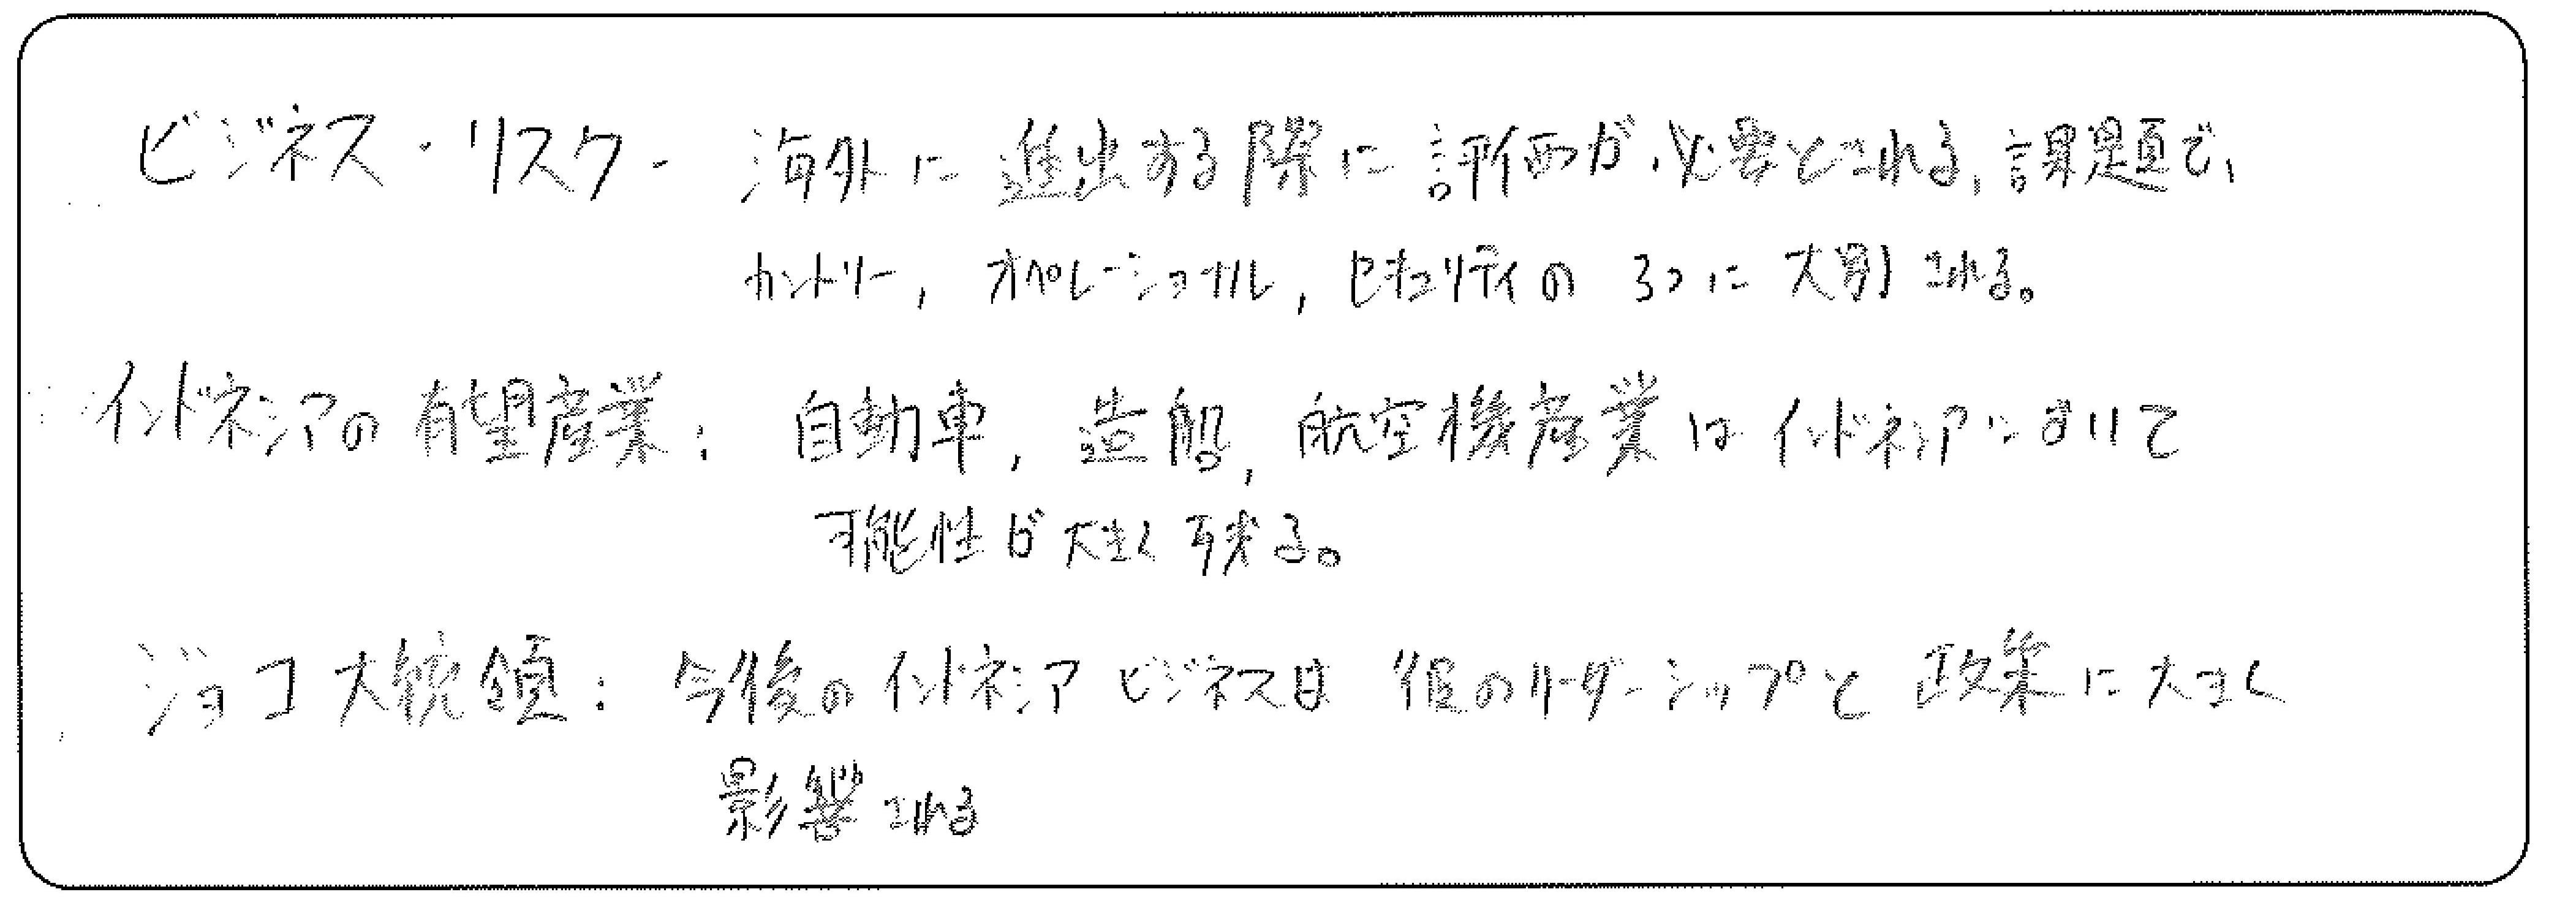 ビジネス・リスク - 海外に進出する際に評価が必要とされる課題で、
カントリー, オペレーショナル, セキュリティの3つに大別される。
インドネシアの有望産業: 自動車, 造船, 航空機産業はインドネシアにおいて
可能性が大きく残る。
ジョコ大統領: 今後のインドネシアビジネスは彼のリーダーシップと政策に大きく
影響される